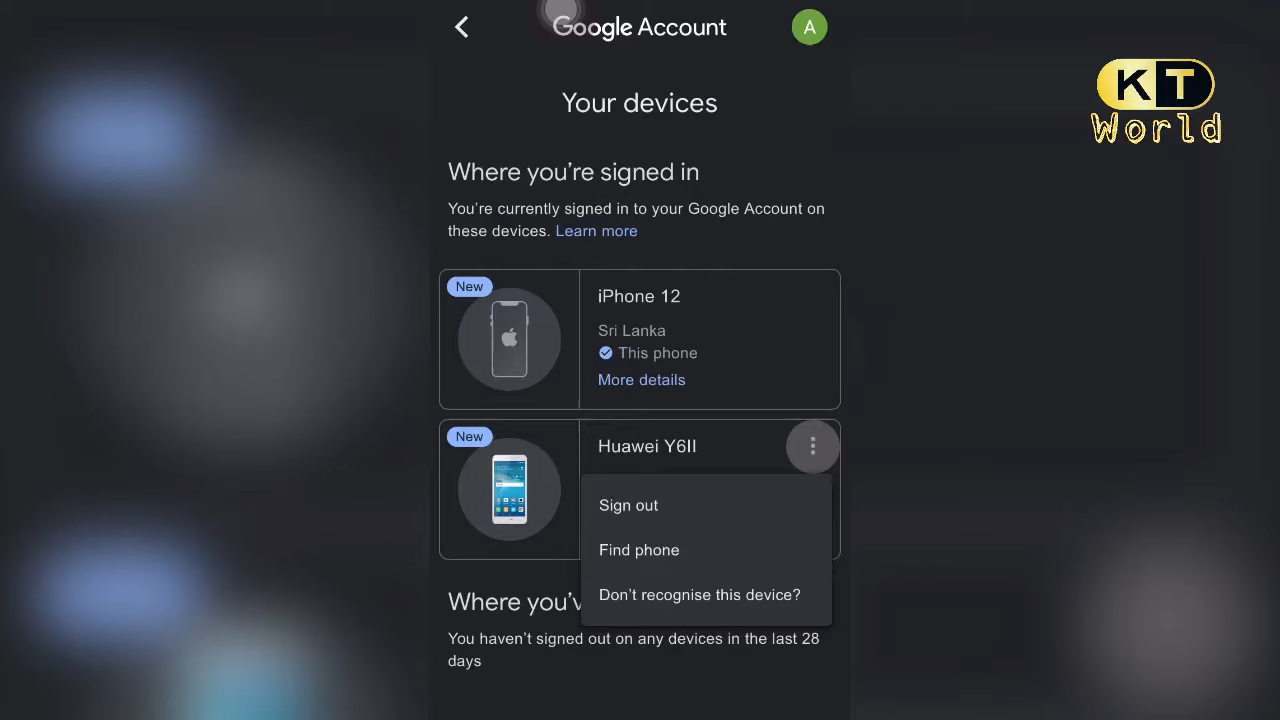 Google Account
A
KT
World
Your devices
Where you're signed in
You're currently signed in to your Google Account on
these devices. Learn more
New
iPhone 12
Sri Lanka
This phone
More details
New
Huawei Y6II
Sign out
Find phone
Don't recognise this device?
Where you'v
You haven't signed out on any devices in the last 28
days